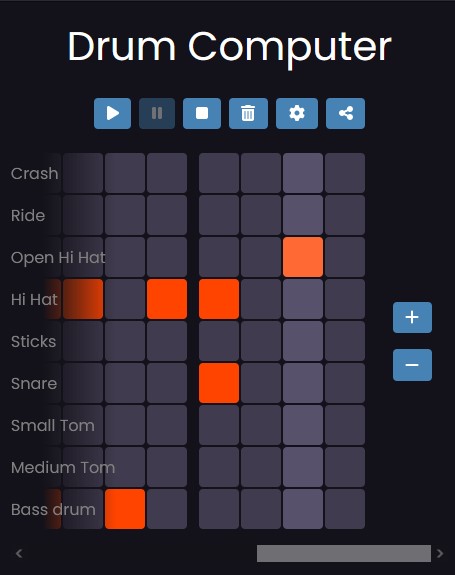 Drum Computer
Crash
Ride
Open Hi Hat
Hi Hat
Sticks
Snare
Small Tom
Medium Tom
Bass drum